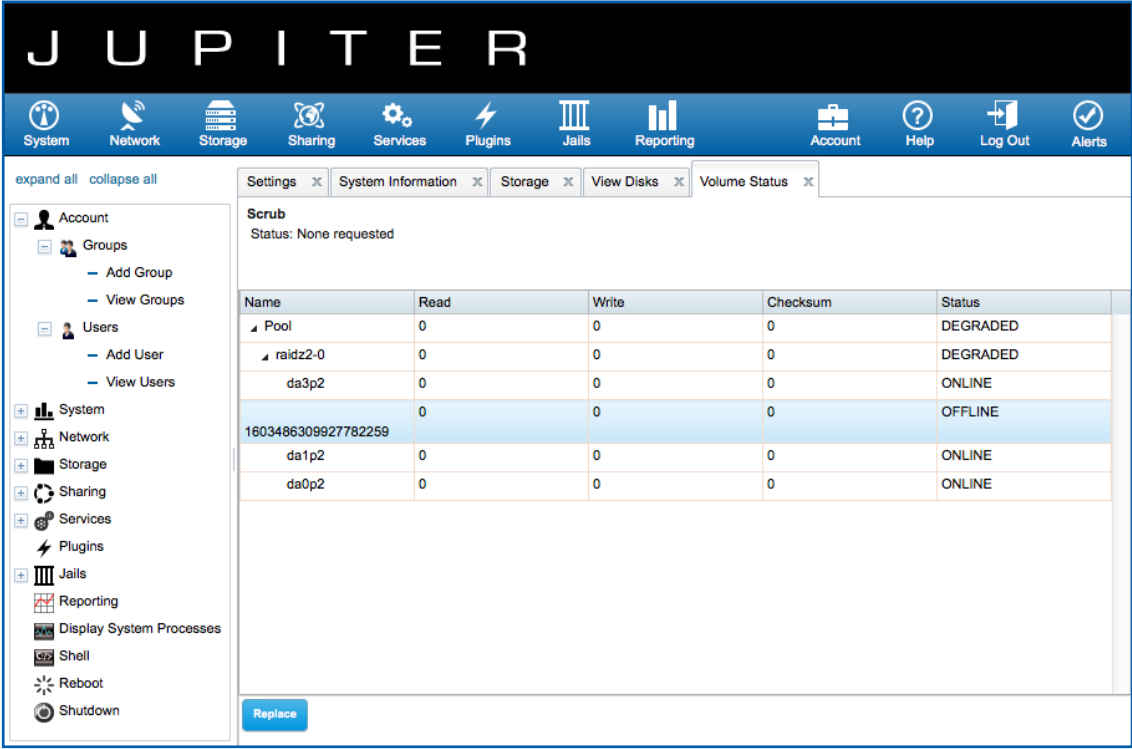 J U P I T E R
System Network Storage Sharing Services Plugins Jails Reporting Account Help Log Out Alerts
expand all collapse all
Account
Groups
Add Group
View Groups
Users
Add User
View Users
System
Network
Storage
Sharing
Services
Plugins
Jails
Reporting
Display System Processes
Shell
Reboot
Shutdown
Settings x System Information x Storage x View Disks x Volume Status x
Scrub
Status: None requested
Name Read Write Checksum Status
Pool 0 0 0 DEGRADED
raidz2-0 0 0 0 DEGRADED
da3p2 0 0 0 ONLINE
0 0 0 OFFLINE
1603486309927782259
da1p2 0 0 0 ONLINE
da0p2 0 0 0 ONLINE
Replace